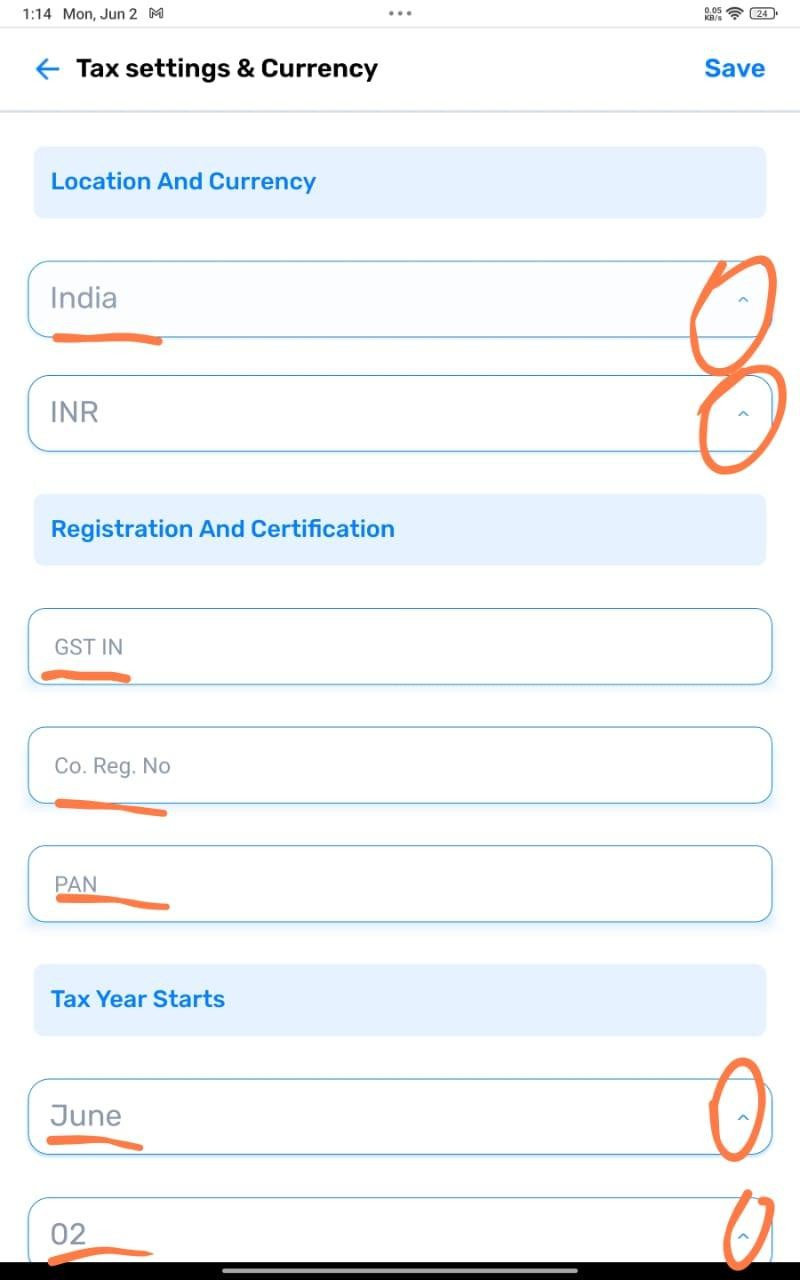 1:14 Mon, Jun 2
0.05
KB/s
24
Tax settings & Currency
Save
Location And Currency
India
INR
Registration And Certification
GST IN
Co. Reg. No
PAN
Tax Year Starts
June
02